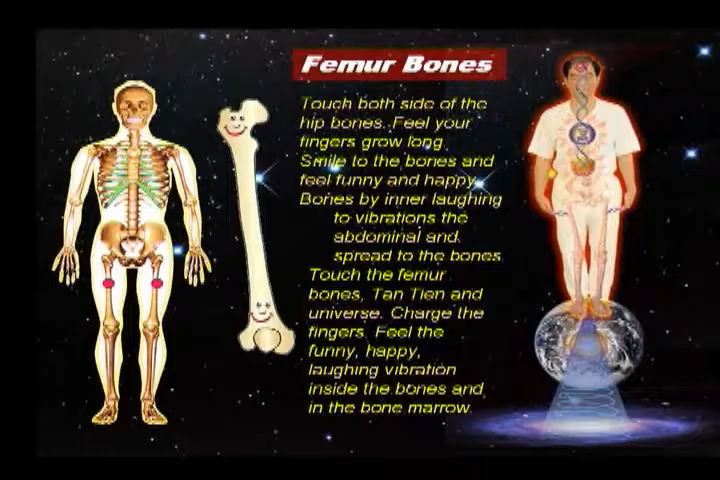 Femur Bones
Touch both side of the
hip bones. Feel your
fingers grow long.
Smile to the bones and
feel funny and happy.
Bones by inner laughing
to vibrations the
abdominal and
spread to the bones
Touch the femur
bones, Tan Tien and
universe. Charge the
fingers. Feel the
funny, happy,
laughing vibration
inside the bones and
in the bone marrow.